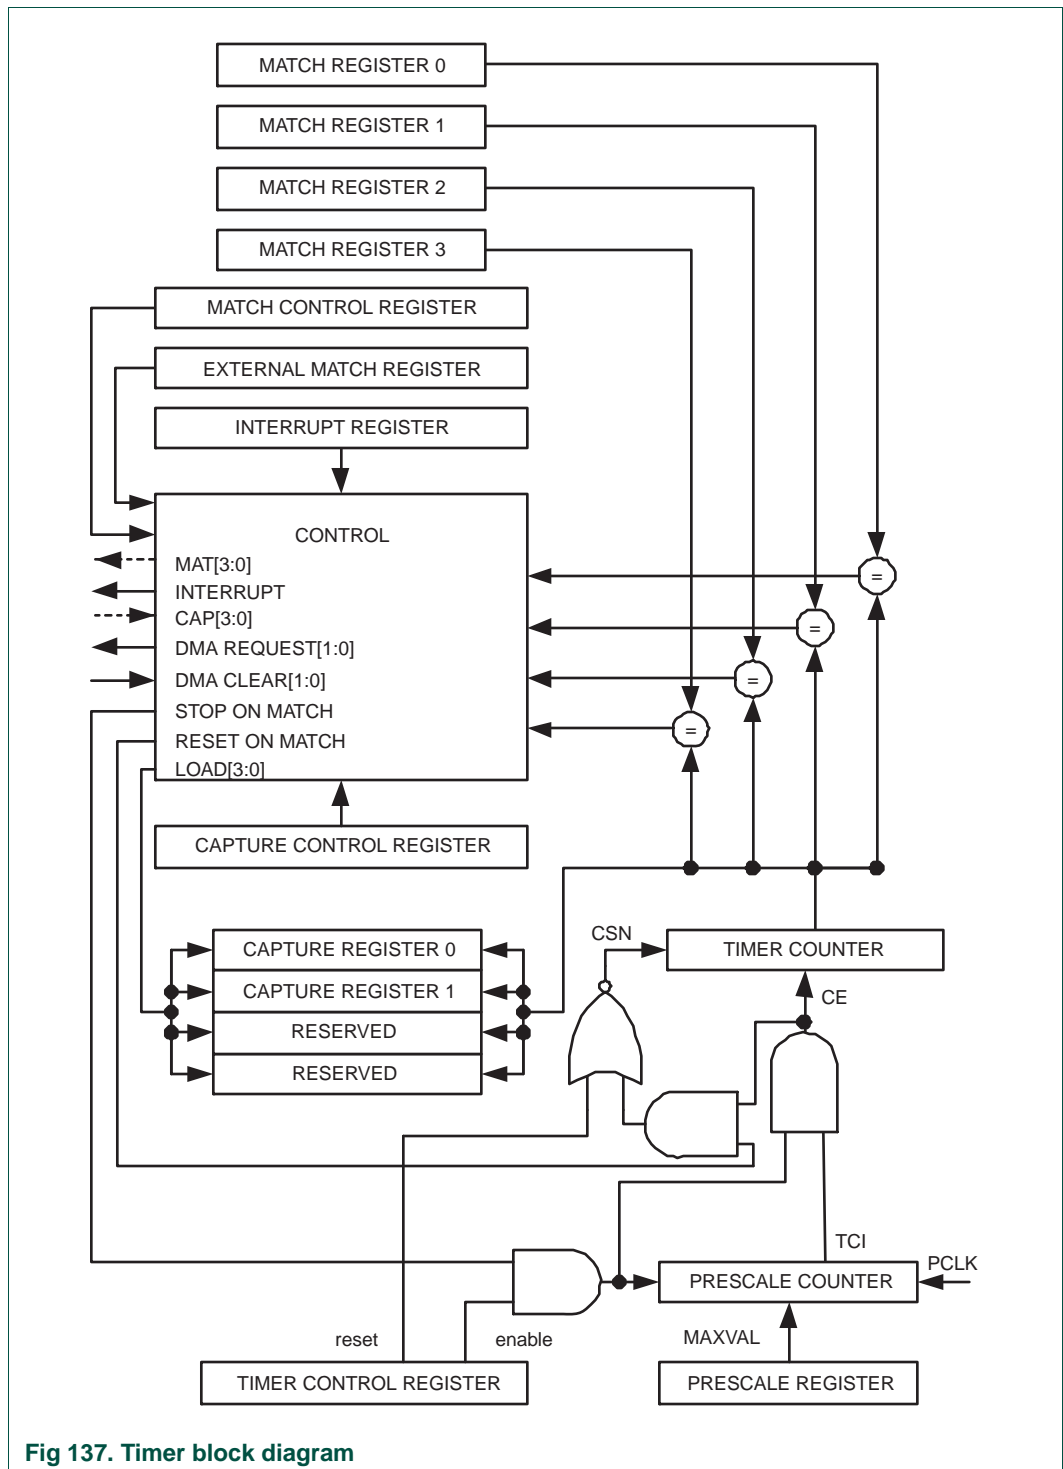 MATCH REGISTER 0
MATCH REGISTER 1
MATCH REGISTER 2
MATCH REGISTER 3
MATCH CONTROL REGISTER
EXTERNAL MATCH REGISTER
INTERRUPT REGISTER
CONTROL
MAT[3:0]
INTERRUPT
CAP[3:0]
DMA REQUEST[1:0]
DMA CLEAR[1:0]
STOP ON MATCH
RESET ON MATCH
LOAD[3:0]
=
=
=
=
CAPTURE CONTROL REGISTER
CSN
CAPTURE REGISTER 0
TIMER COUNTER
CAPTURE REGISTER 1
CE
RESERVED
RESERVED
TCI
PCLK
PRESCALE COUNTER
reset
enable
MAXVAL
TIMER CONTROL REGISTER
PRESCALE REGISTER
Fig 137. Timer block diagram